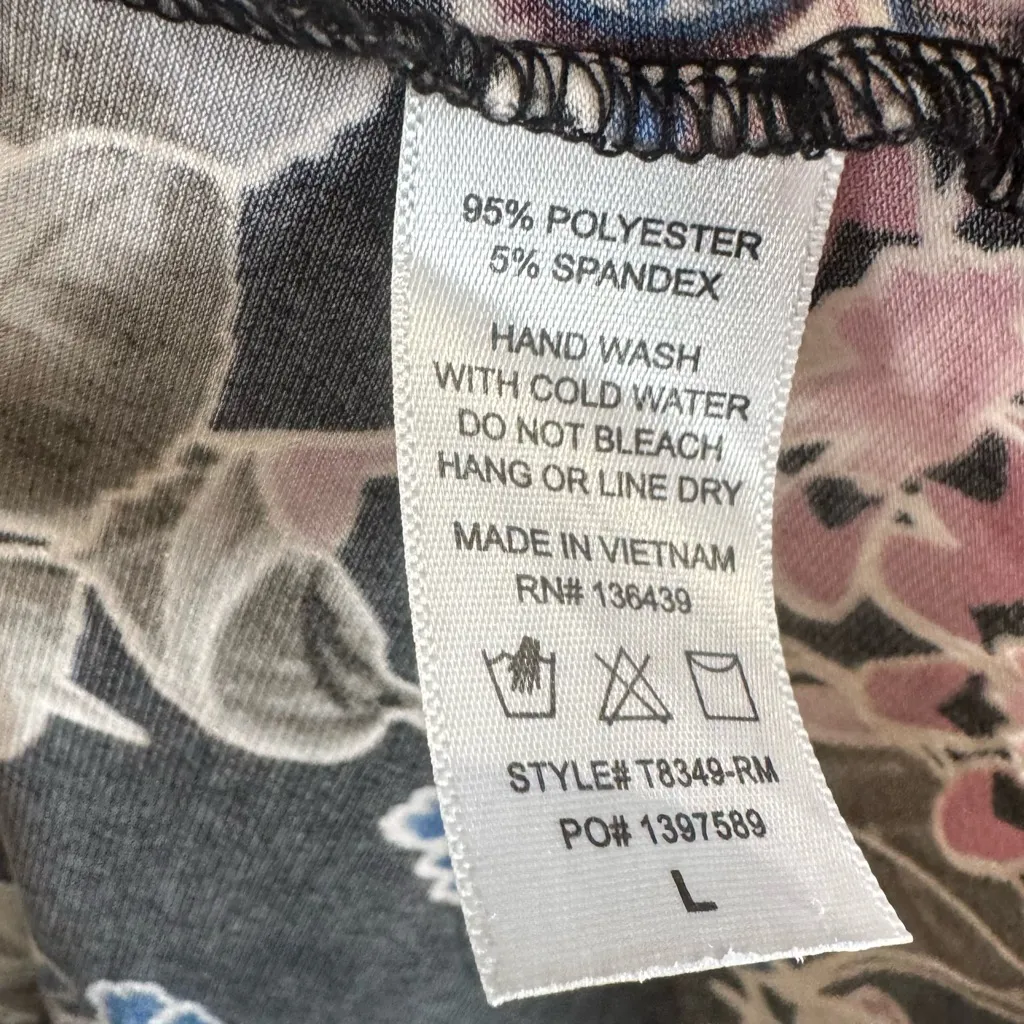 95% POLYESTER
5% SPANDEX
HAND WASH
WITH COLD WATER
DO NOT BLEACH
HANG OR LINE DRY
MADE IN VIETNAM
RN# 136439
STYLE# T8349-RM
PO# 1397589
L